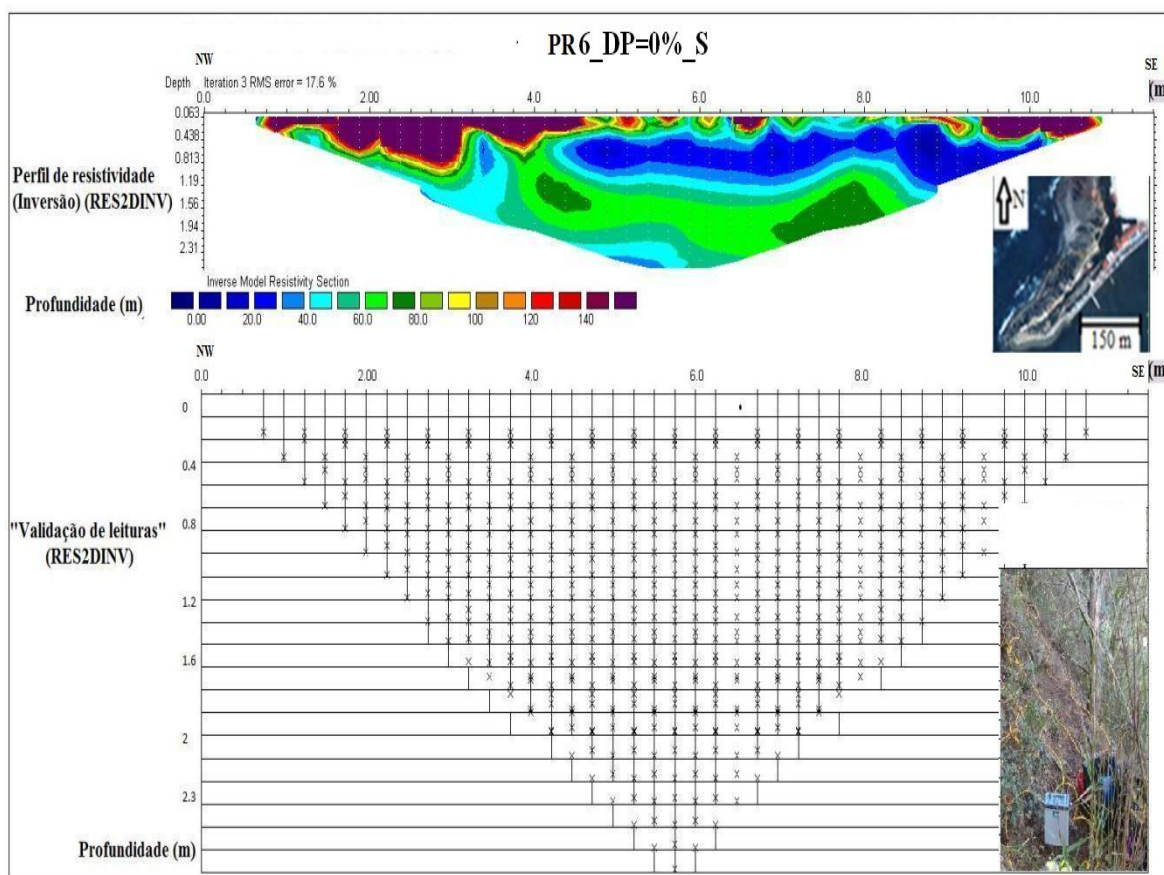 PR6_DP=0%_S
NW
SE
Depth Iteration 3 RMS error = 17.6 %
(m
0.0 2.00 4.0 6.0 8.0 10.0
0.063
0.438
0.813
1.19
1.56
1.94
2.31
Perfil de resistividade
(Inversão) (RES2DINV)
N
150 m
Inverse Model Resistivity Section
Profundidade (m)
0.00 20.0 40.0 60.0 80.0 100 120 140
NW
0.0 2.00 4.0 6.0 8.0 10.0 SE (m
0
0.4
0.8
1.2
1.6
2
2.3
"Validação de leituras"
(RES2DINV)
Profundidade (m)